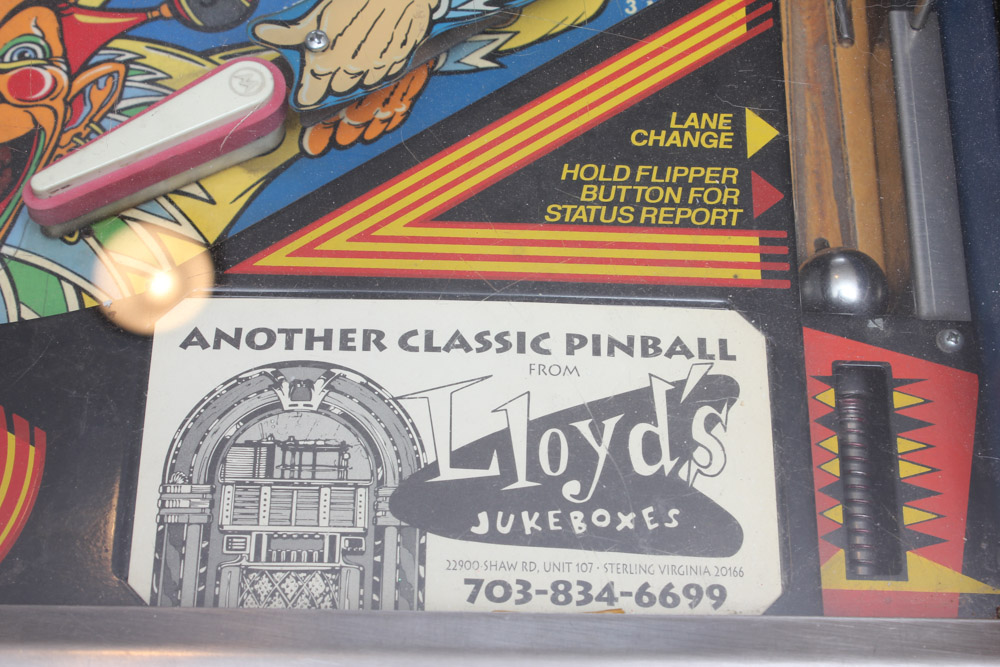 LANE
CHANGE
HOLD FLIPPER
BUTTON FOR
STATUS REPORT
ANOTHER CLASSIC PINBALL
FROM
Lloyd's
JUKEBOXES
22900 SHAW RD, UNIT 107 · STERLING VIRGINIA 20166
703-834-6699